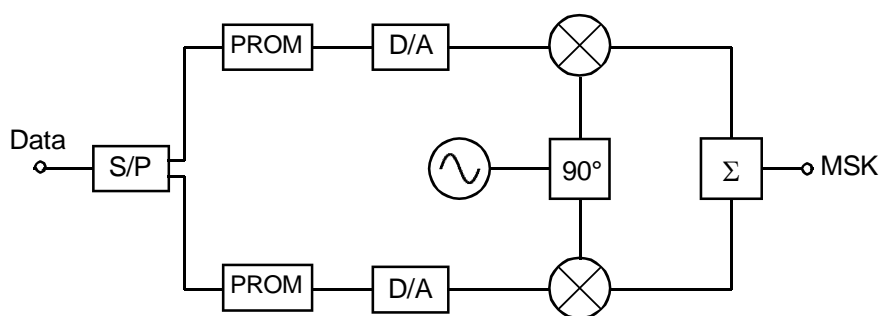 PROM
D/A
Data
S/P
90°
Σ
MSK
PROM
D/A